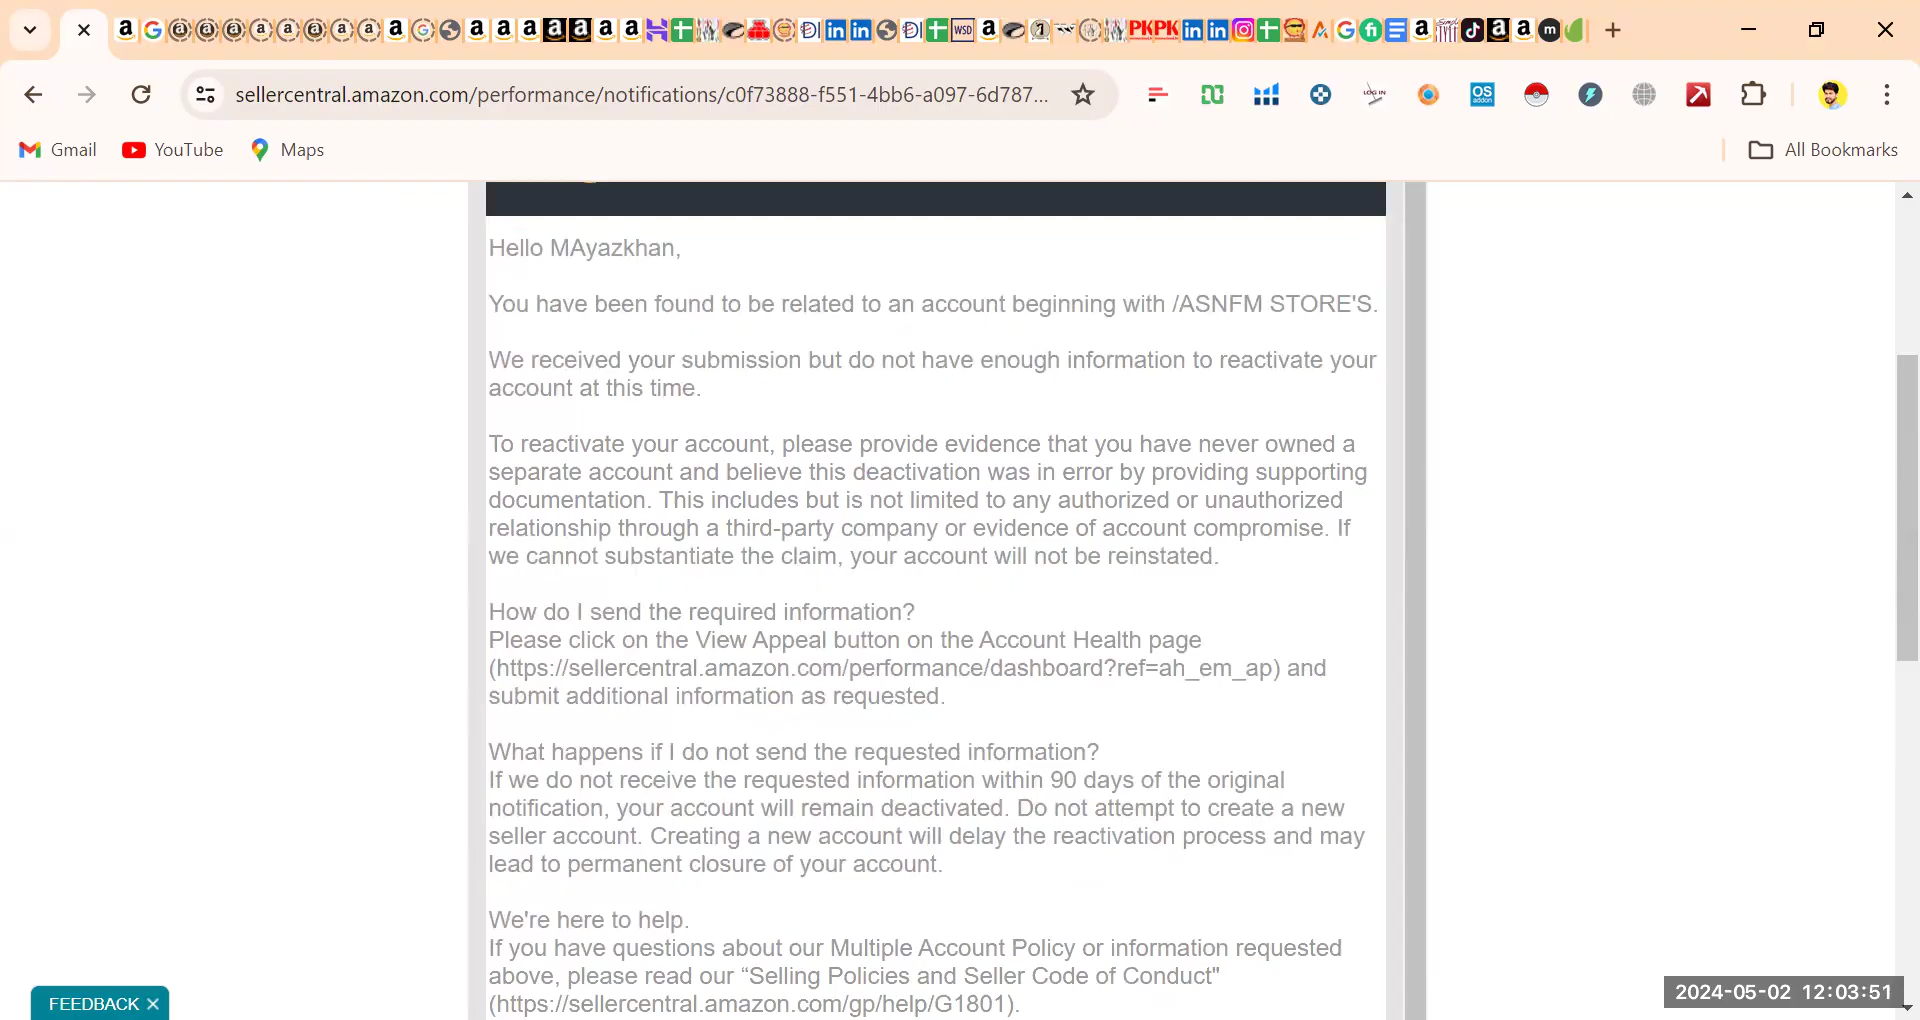 sellercentral.amazon.com/performance/notifications/c0f73888-f551-4bb6-a097-6d787...
LOG IN
OS
addon
WSD
PK PK
Gmail
YouTube
Maps
All Bookmarks
Hello MAyazkhan,
You have been found to be related to an account beginning with /ASNFM STORE'S.
We received your submission but do not have enough information to reactivate your
account at this time.
To reactivate your account, please provide evidence that you have never owned a
separate account and believe this deactivation was in error by providing supporting
documentation. This includes but is not limited to any authorized or unauthorized
relationship through a third-party company or evidence of account compromise. If
we cannot substantiate the claim, your account will not be reinstated.
How do I send the required information?
Please click on the View Appeal button on the Account Health page
(https://sellercentral.amazon.com/performance/dashboard?ref=ah_em_ap) and
submit additional information as requested.
What happens if I do not send the requested information?
If we do not receive the requested information within 90 days of the original
notification, your account will remain deactivated. Do not attempt to create a new
seller account. Creating a new account will delay the reactivation process and may
lead to permanent closure of your account.
We're here to help.
If you have questions about our Multiple Account Policy or information requested
above, please read our “Selling Policies and Seller Code of Conduct"
(https://sellercentral.amazon.com/gp/help/G1801).
FEEDBACK
2024-05-02 12:03:51